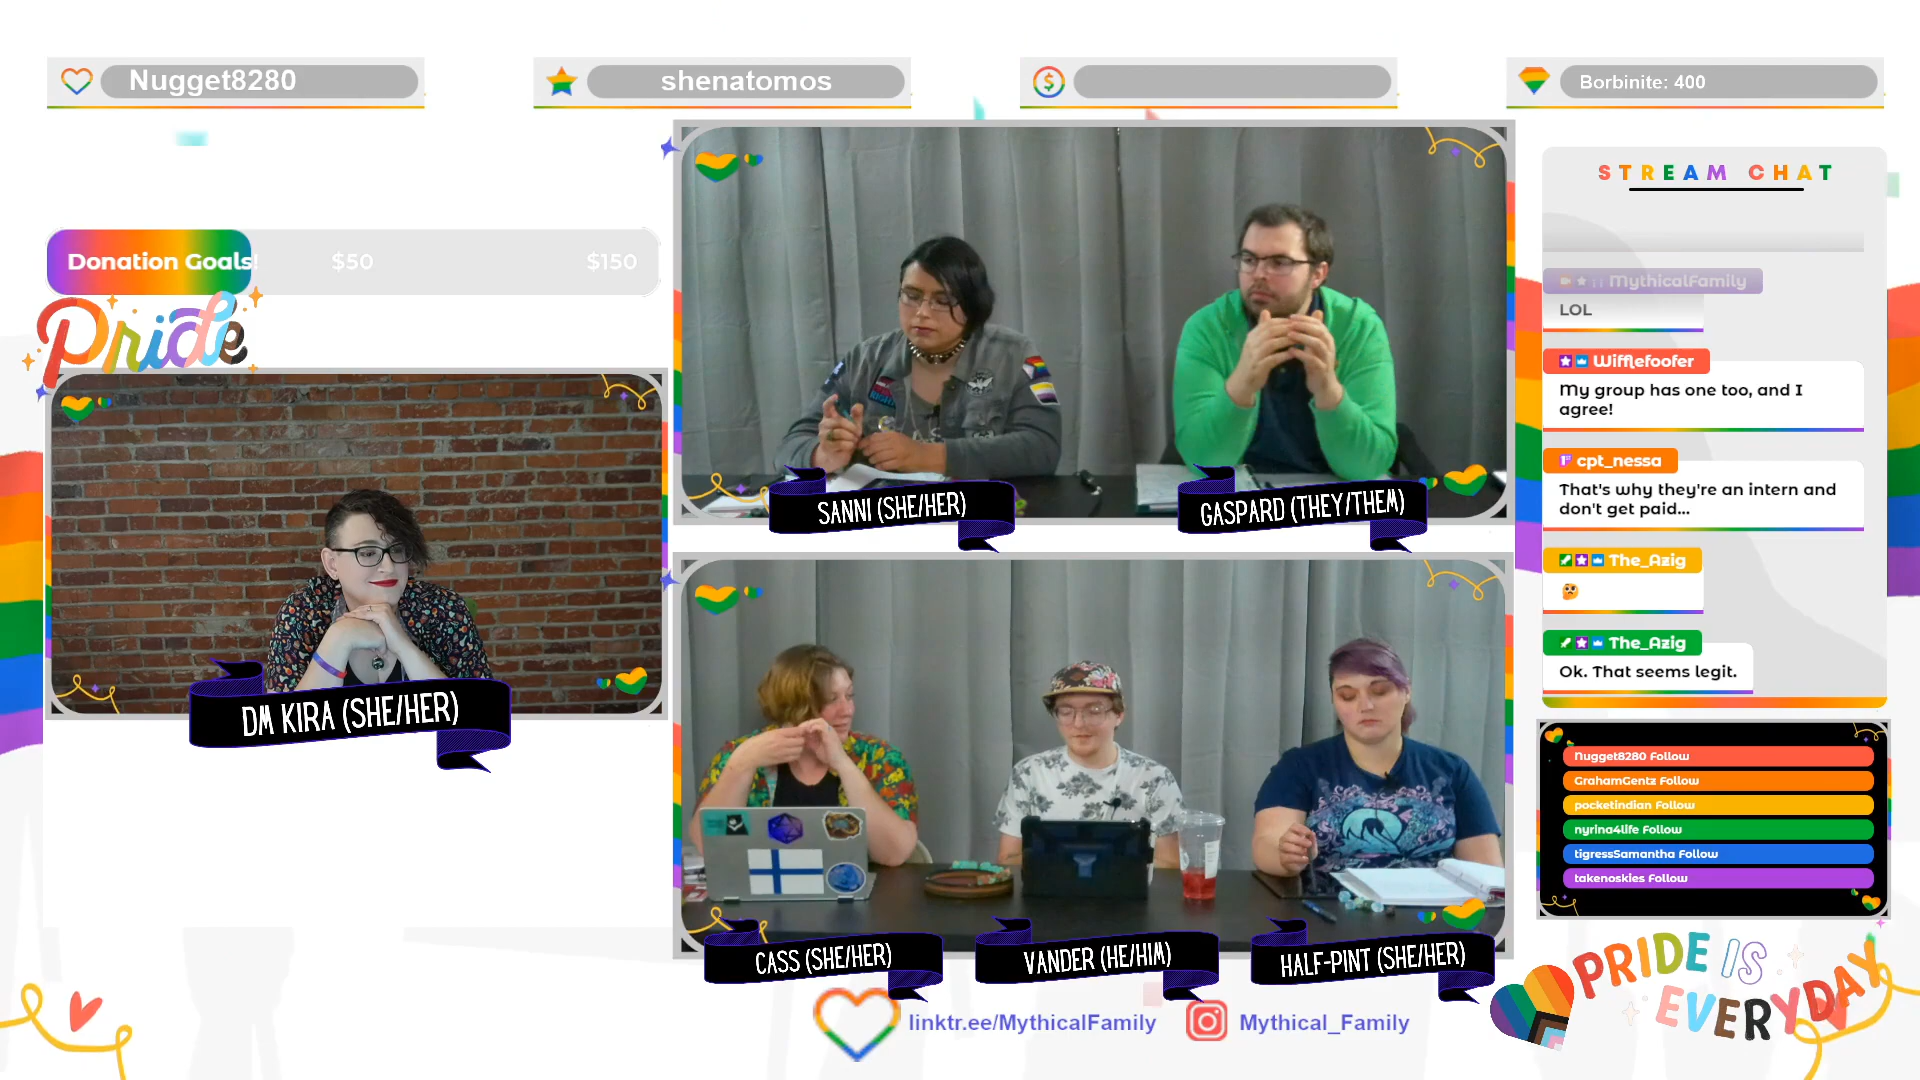 Nugget8280
shenatomos
Borbinite: 400
Donation Goals!
$50
$150
Pride
STREAM CHAT
MythicalFamily
LOL
Wifflefoofer
My group has one too, and I
agree!
cpt_nessa
That's why they're an intern and
don't get paid...
The_Azig
The_Azig
Ok. That seems legit.
SANNI (SHE/HER)
GASPARD (THEY/THEM)
DM KIRA (SHE/HER)
CASS (SHE/HER)
VANDER (HE/HIM)
HALF-PINT (SHE/HER)
Nugget8280 Follow
GrahamGentz Follow
pocketindian Follow
nyrina4life Follow
tigressSamantha Follow
takenoskies Follow
linktr.ee/MythicalFamily
Mythical_Family
PRIDE IS
EVERYDAY